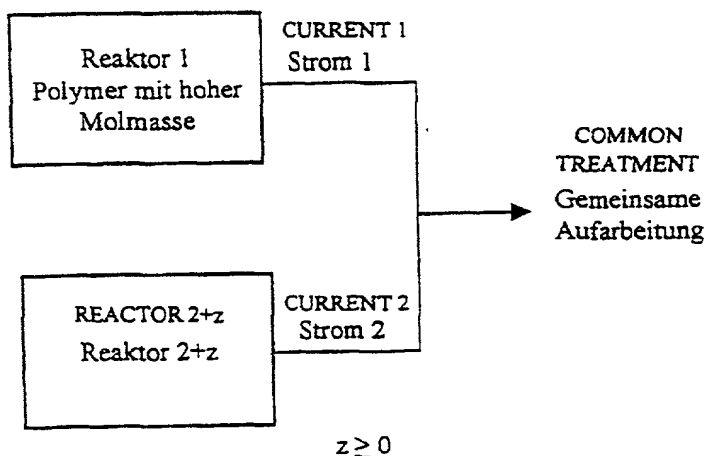 Reaktor 1
Polymer mit hoher
Molmasse
CURRENT 1
Strom 1
COMMON
TREATMENT
Gemeinsame
Aufarbeitung
REACTOR 2+z
Reaktor 2+z
CURRENT 2
Strom 2
z ≥ 0